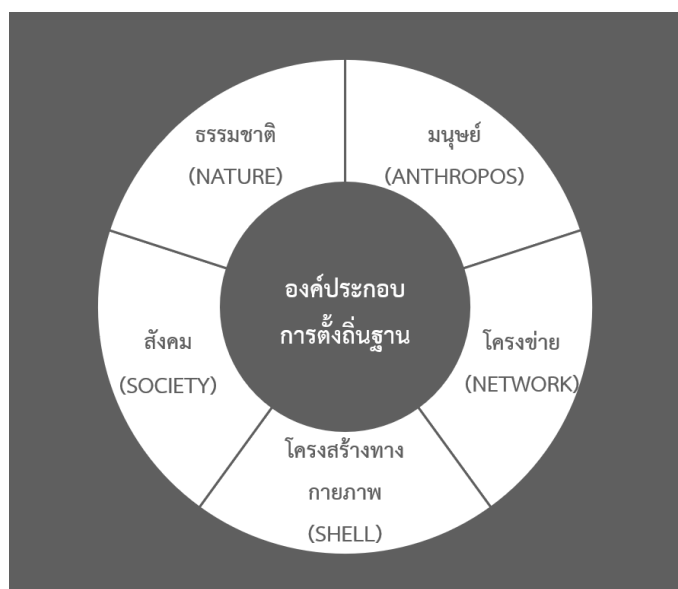 ธรรมชาติ
(NATURE)
มนุษย์
(ANTHROPOS)
องค์ประกอบ
การตั้งถิ่นฐาน
สังคม
(SOCIETY)
โครงข่าย
(NETWORK)
โครงสร้างทาง
กายภาพ
(SHELL)